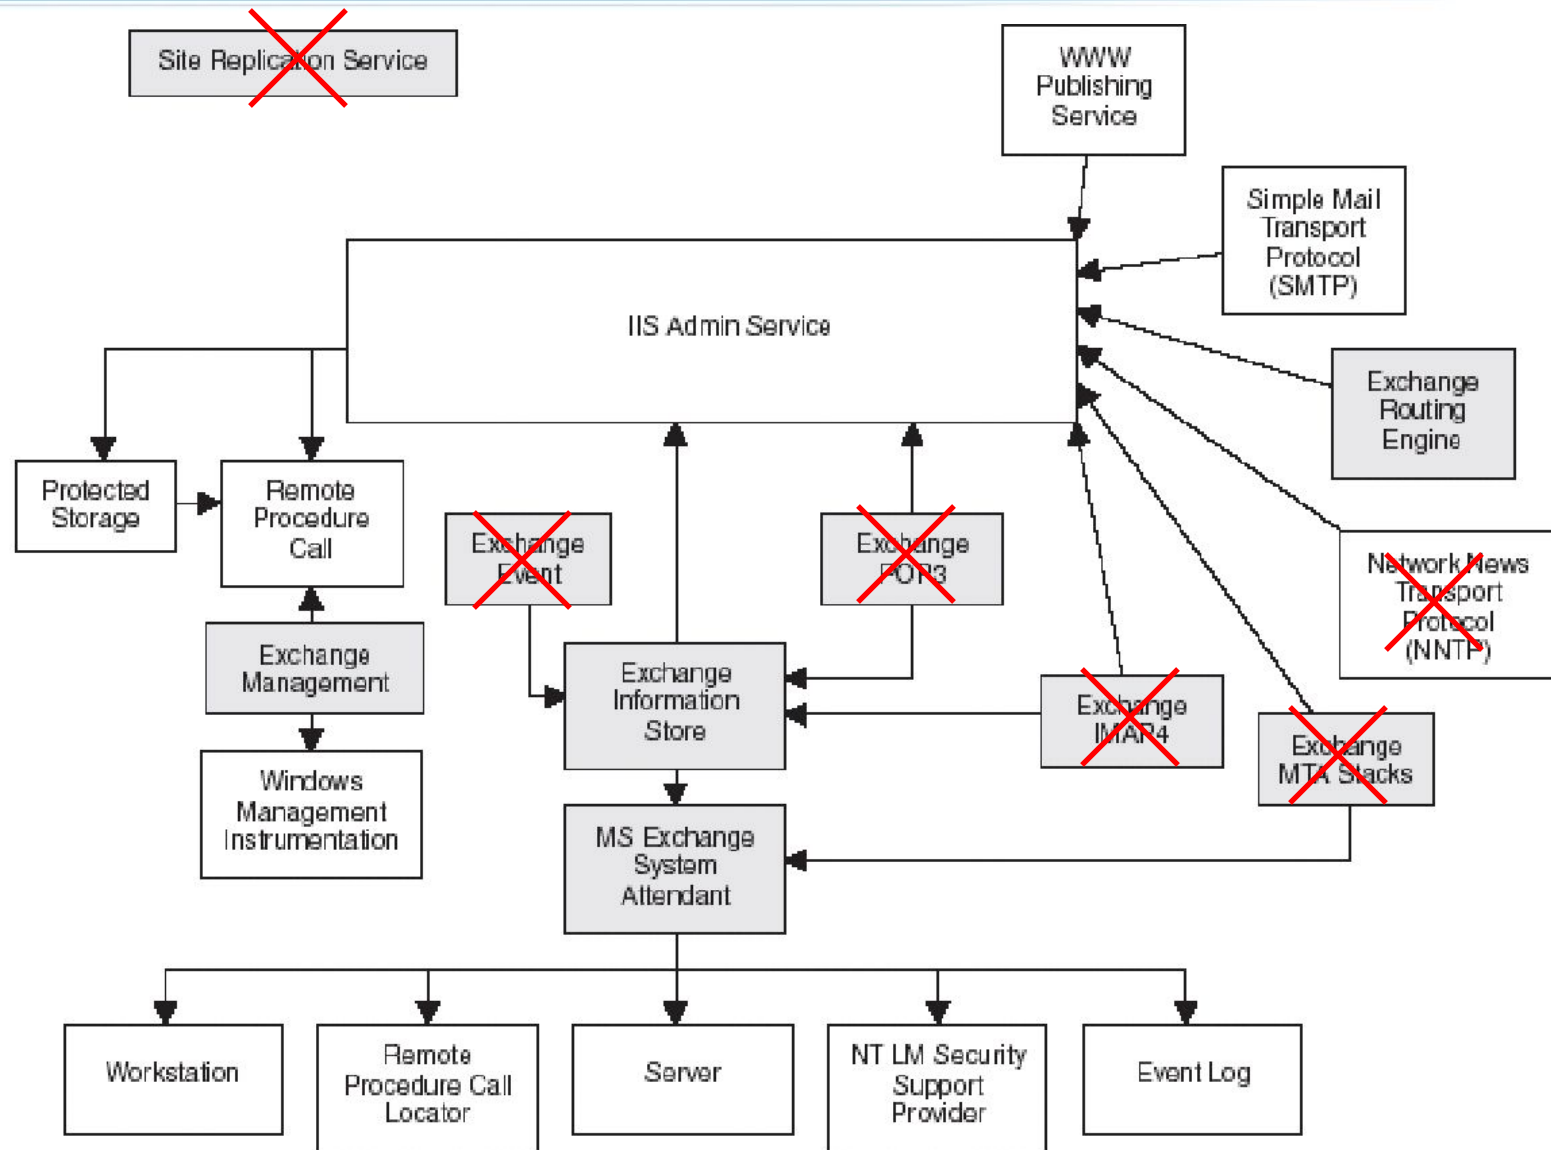 Site Replication Service
WWW
Publishing
Service
Simple Mail
Transport
Protocol
(SMTP)
IIS Admin Service
Exchange
Routing
Engine
Protected
Storage
Remote
Procedure
Call
Exchange
Event
Exchange
POP3
Network News
Transport
Protocol
(NNTP)
Exchange
Management
Exchange
Information
Store
Exchange
IMAP4
Exchange
MTA Stacks
Windows
Management
Instrumentation
MS Exchange
System
Attendant
Workstation
Remote
Procedure Call
Locator
Server
NT LM Security
Support
Provider
Event Log